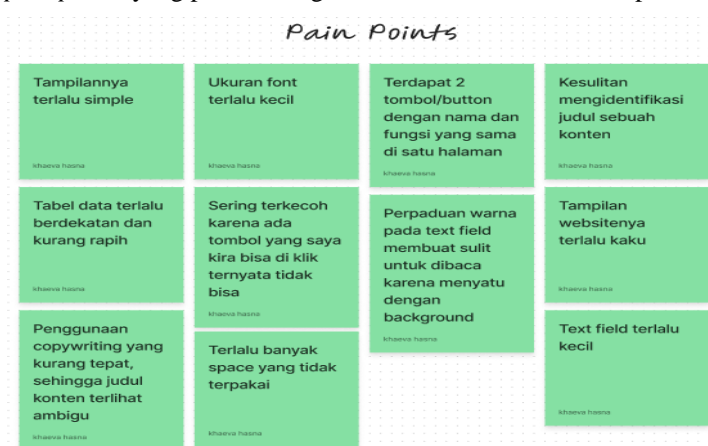 Pain Points
Tampilannya
terlalu simple
khaeva hasna
Ukuran font
terlalu kecil
khaeva hasna
Terdapat 2
tombol/button
dengan nama dan
fungsi yang sama
di satu halaman
khaeva hasna
Kesulitan
mengidentifikasi
judul sebuah
konten
khaeva hasna
Tabel data terlalu
berdekatan dan
kurang rapih
khaeva hasna
Sering terkecoh
karena ada
tombol yang saya
kira bisa di klik
ternyata tidak
bisa
khaeva hasna
Perpaduan warna
pada text field
membuat sulit
untuk dibaca
karena menyatu
dengan
background
khaeva hasna
Tampilan
websitenya
terlalu kaku
khaeva hasna
Penggunaan
copywriting yang
kurang tepat,
sehingga judul
konten terlihat
ambigu
khaeva hasna
Terlalu banyak
space yang tidak
terpakai
khaeva hasna
Text field terlalu
kecil
khaeva hasna